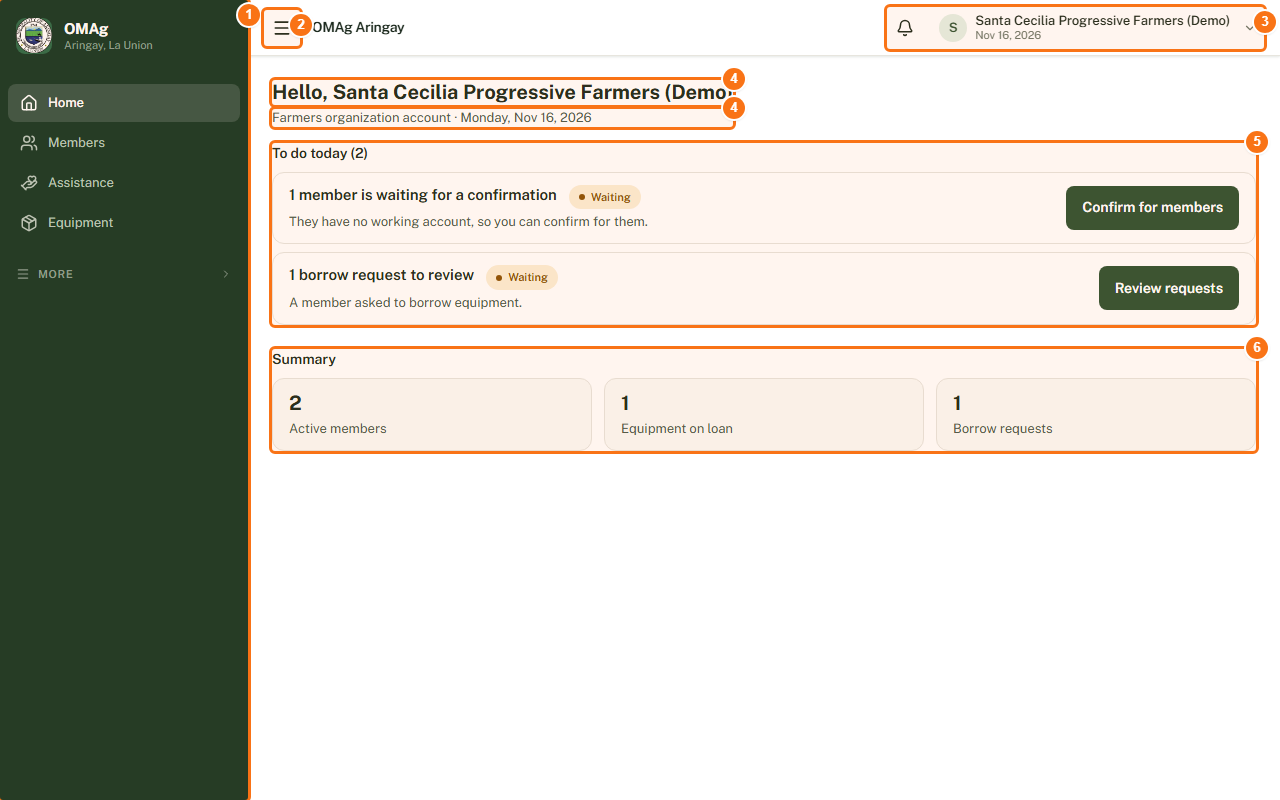 OMAg
Aringay, La Union
Home
Members
Assistance
Equipment
MORE
1
2
OMAg Aringay
S
Santa Cecilia Progressive Farmers (Demo)
Nov 16, 2026
3
Hello, Santa Cecilia Progressive Farmers (Demo)
4
Farmers organization account · Monday, Nov 16, 2026
4
To do today (2)
5
1 member is waiting for a confirmation
Waiting
They have no working account, so you can confirm for them.
Confirm for members
1 borrow request to review
Waiting
A member asked to borrow equipment.
Review requests
Summary
6
2
Active members
1
Equipment on loan
1
Borrow requests